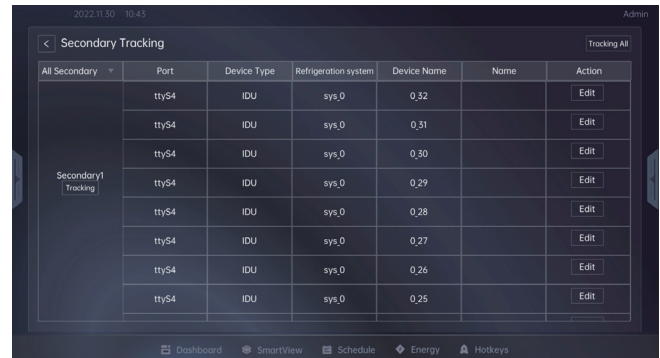 2022.11.30 10:43 Admin
< Secondary Tracking Tracking All
All Secondary Port Device Type Refrigeration system Device Name Name Action
ttyS4 IDU sys_0 0_32 Edit
ttyS4 IDU sys_0 0_31 Edit
ttyS4 IDU sys_0 0_30 Edit
Secondary1
Tracking
ttyS4 IDU sys_0 0_29 Edit
ttyS4 IDU sys_0 0_28 Edit
ttyS4 IDU sys_0 0_27 Edit
ttyS4 IDU sys_0 0_26 Edit
ttyS4 IDU sys_0 0_25 Edit
Dashboard SmartView Schedule Energy Hotkeys